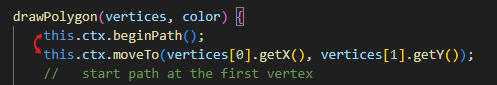 drawPolygon(vertices, color) {
this.ctx.beginPath();
this.ctx.moveTo(vertices[0].getX(), vertices[1].getY());
// start path at the first vertex